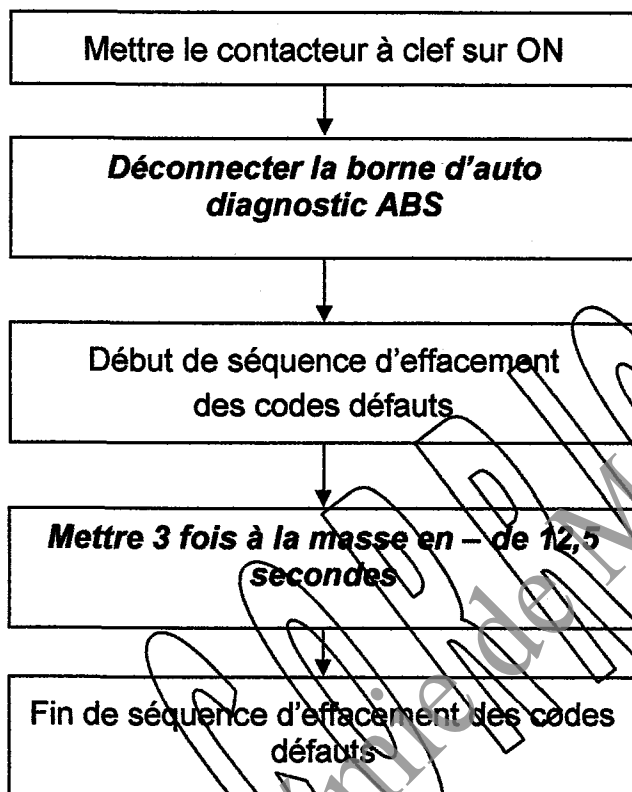 Mettre le contacteur à clef sur ON
Déconnecter la borne d'auto
diagnostic ABS
Début de séquence d'effacement
des codes défauts
Mettre 3 fois à la masse en – de 12,5
secondes
Fin de séquence d'effacement des codes
défauts